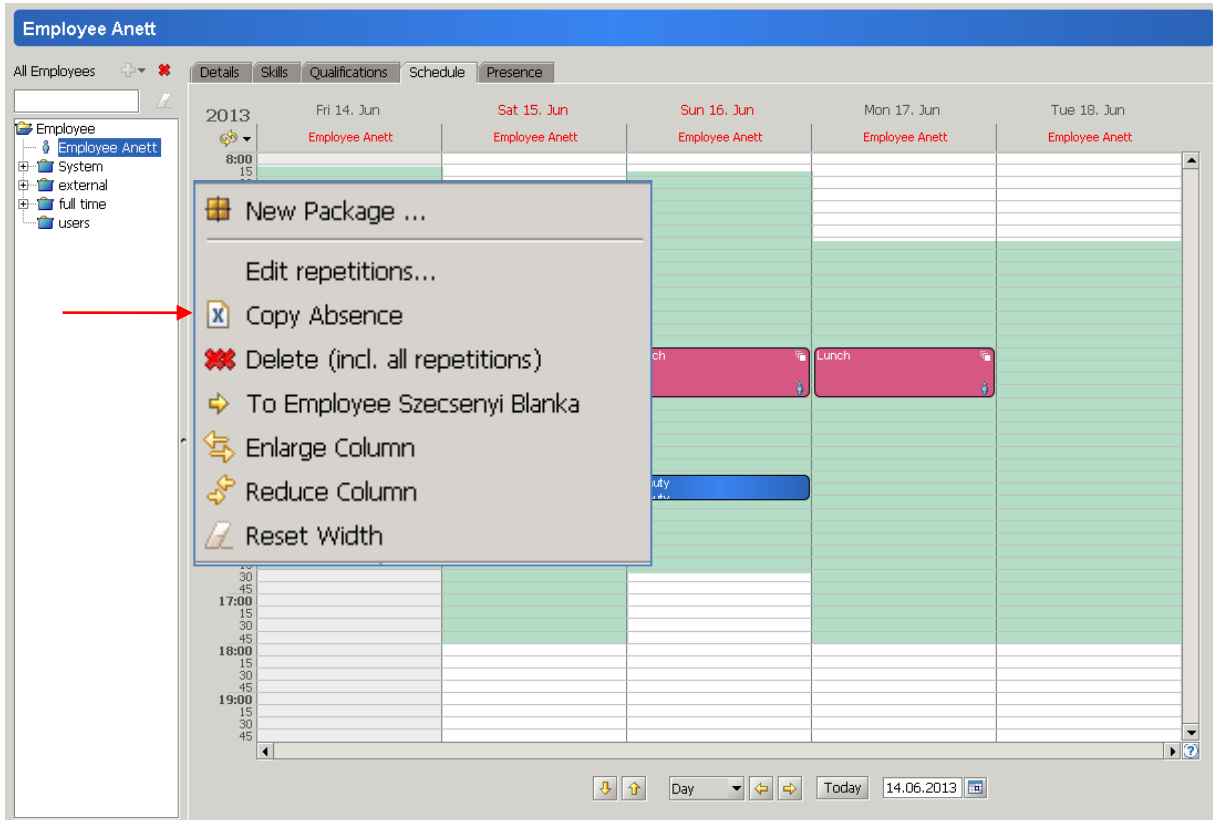 Employee Anett
All Employees
Details Skills Qualifications Schedule Presence
2013 Fri 14. Jun Sat 15. Jun Sun 16. Jun Mon 17. Jun Tue 18. Jun
Employee Anett Employee Anett Employee Anett Employee Anett Employee Anett
Employee
Employee Anett
System
external
full time
users
8:00
15
New Package ...
Edit repetitions...
Copy Absence
Delete (incl. all repetitions)
To Employee Szecsenyi Blanka
Enlarge Column
Reduce Column
Reset Width
ch
Lunch
uty
30
45
17:00
15
30
45
18:00
15
30
45
19:00
15
30
45
Day Today 14.06.2013